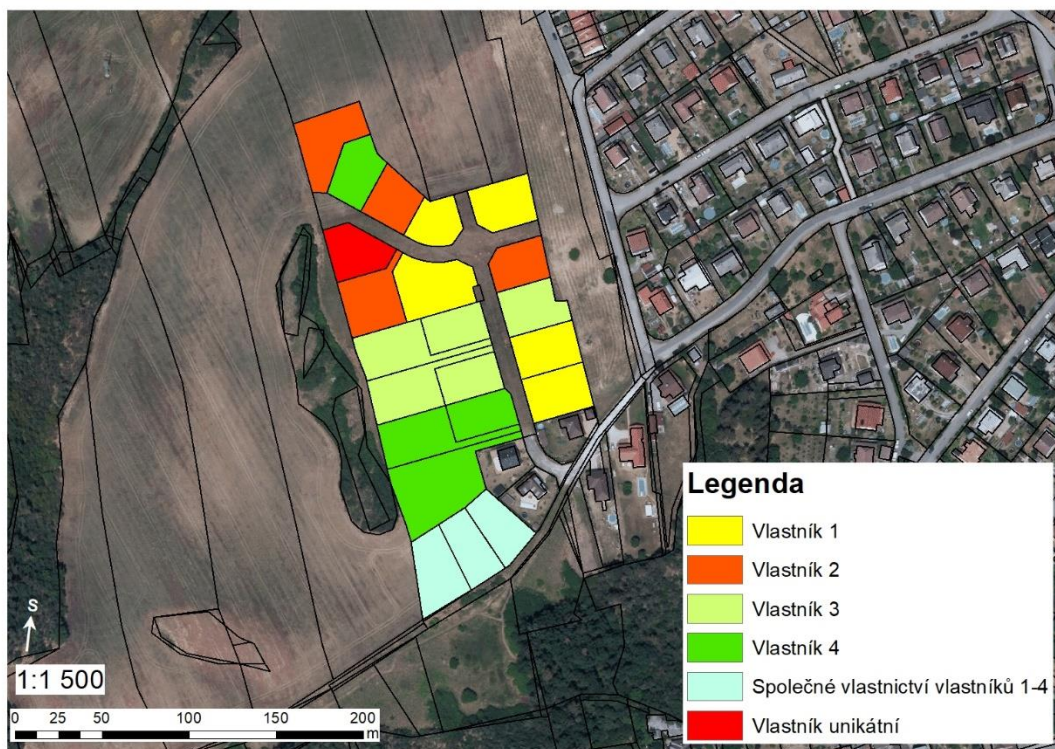 Legenda
Vlastník 1
Vlastník 2
Vlastník 3
Vlastník 4
Společné vlastnictví vlastníků 1-4
Vlastník unikátní
S
1:1 500
0 25 50 100 150 200
m